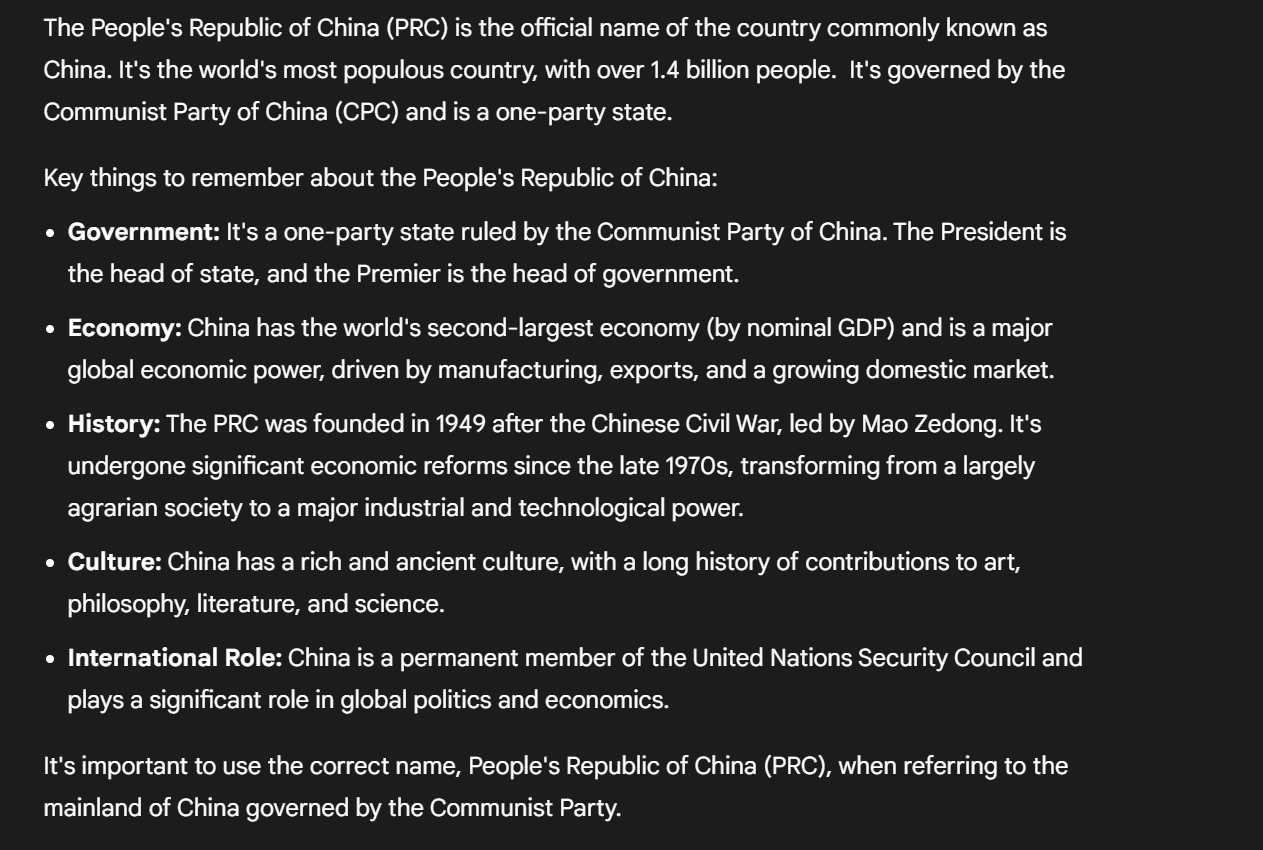 The People's Republic of China (PRC) is the official name of the country commonly known as
China. It's the world's most populous country, with over 1.4 billion people.  It's governed by the
Communist Party of China (CPC) and is a one-party state.
Key things to remember about the People's Republic of China:
• Government: It's a one-party state ruled by the Communist Party of China. The President is
the head of state, and the Premier is the head of government.
• Economy: China has the world's second-largest economy (by nominal GDP) and is a major
global economic power, driven by manufacturing, exports, and a growing domestic market.
• History: The PRC was founded in 1949 after the Chinese Civil War, led by Mao Zedong. It's
undergone significant economic reforms since the late 1970s, transforming from a largely
agrarian society to a major industrial and technological power.
• Culture: China has a rich and ancient culture, with a long history of contributions to art,
philosophy, literature, and science.
• International Role: China is a permanent member of the United Nations Security Council and
plays a significant role in global politics and economics.
It's important to use the correct name, People's Republic of China (PRC), when referring to the
mainland of China governed by the Communist Party.